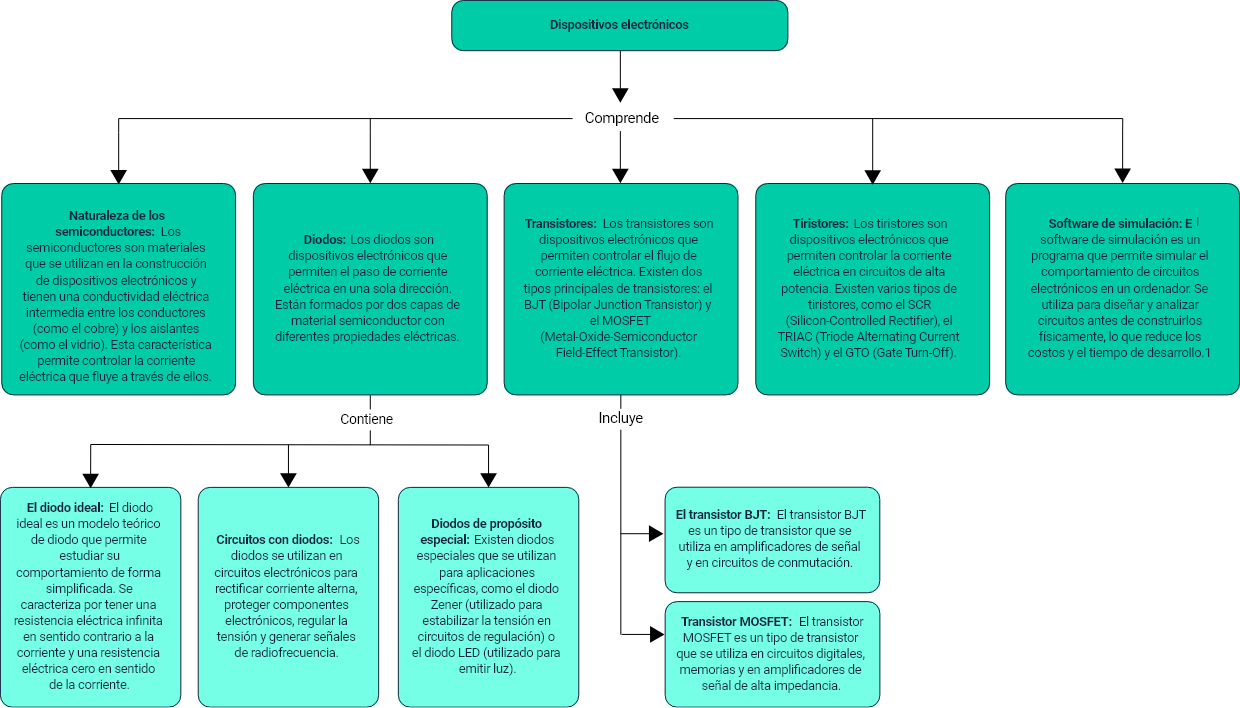 Dispositivos electrónicos
Comprende
Naturaleza de los
semiconductores: Los
semiconductores son materiales
que se utilizan en la construcción
de dispositivos electrónicos y
tienen una conductividad eléctrica
intermedia entre los conductores
(como el cobre) y los aislantes
(como el vidrio). Esta característica
permite controlar la corriente
eléctrica que fluye a través de ellos.
Diodos: Los diodos son
dispositivos electrónicos que
permiten el paso de corriente
eléctrica en una sola dirección.
Están formados por dos capas de
material semiconductor con
diferentes propiedades eléctricas.
Transistores: Los transistores son
dispositivos electrónicos que
permiten controlar el flujo de
corriente eléctrica. Existen dos
tipos principales de transistores: el
BJT (Bipolar Junction Transistor) y
el MOSFET
(Metal-Oxide-Semiconductor
Field-Effect Transistor).
Tiristores: Los tiristores son
dispositivos electrónicos que
permiten controlar la corriente
eléctrica en circuitos de alta
potencia. Existen varios tipos de
tiristores, como el SCR
(Silicon-Controlled Rectifier), el
TRIAC (Triode Alternating Current
Switch) y el GTO (Gate Turn-Off).
Software de simulación: E l
software de simulación es un
programa que permite simular el
comportamiento de circuitos
electrónicos en un ordenador. Se
utiliza para diseñar y analizar
circuitos antes de construirlos
físicamente, lo que reduce los
costos y el tiempo de desarrollo.1
Contiene
Incluye
El diodo ideal: El diodo
ideal es un modelo teórico
de diodo que permite
estudiar su
comportamiento de forma
simplificada. Se
caracteriza por tener una
resistencia eléctrica infinita
en sentido contrario a la
corriente y una resistencia
eléctrica cero en sentido
de la corriente.
Circuitos con diodos: Los
diodos se utilizan en
circuitos electrónicos para
rectificar corriente alterna,
proteger componentes
electrónicos, regular la
tensión y generar señales
de radiofrecuencia.
Diodos de propósito
especial: Existen diodos
especiales que se utilizan
para aplicaciones
específicas, como el diodo
Zener (utilizado para
estabilizar la tensión en
circuitos de regulación) o
el diodo LED (utilizado para
emitir luz).
El transistor BJT: El transistor BJT
es un tipo de transistor que se
utiliza en amplificadores de señal
y en circuitos de conmutación.
Transistor MOSFET: El transistor
MOSFET es un tipo de transistor
que se utiliza en circuitos digitales,
memorias y en amplificadores de
señal de alta impedancia.